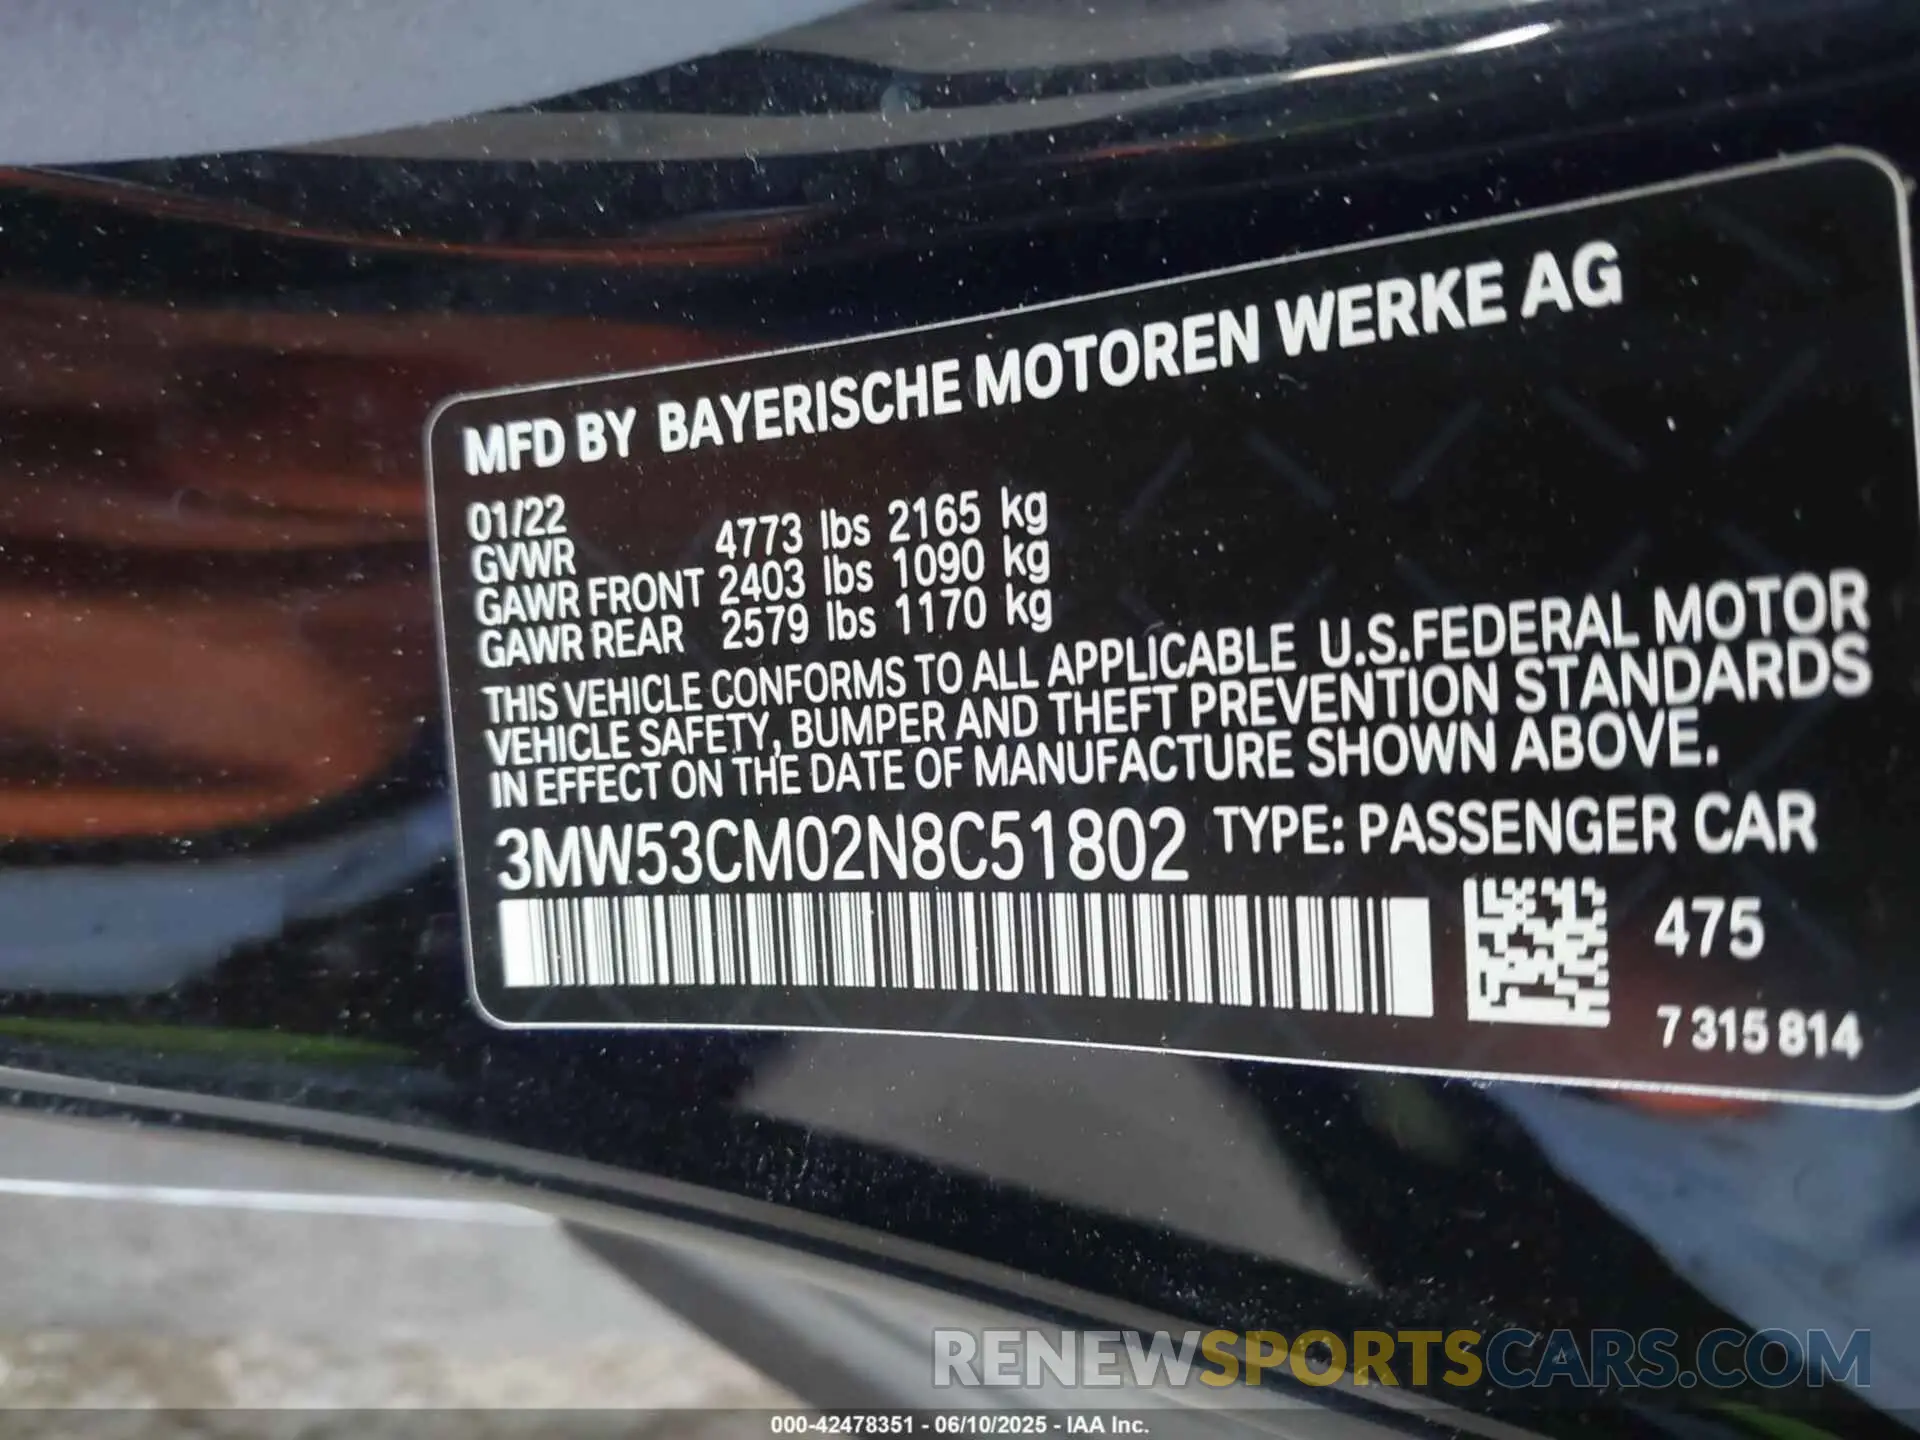 MFD BY BAYERISCHE MOTOREN WERKE AG
01/22
GVWR 4773 lbs 2165 kg
GAWR FRONT 2403 lbs 1090 kg
GAWR REAR 2579 lbs 1170 kg
THIS VEHICLE CONFORMS TO ALL APPLICABLE U.S.FEDERAL MOTOR
VEHICLE SAFETY, BUMPER AND THEFT PREVENTION STANDARDS
IN EFFECT ON THE DATE OF MANUFACTURE SHOWN ABOVE.
3MW53CM02N8C51802 TYPE: PASSENGER CAR
475
7 315 814
RENEWSPORTSCARS.COM
000-42478351 - 06/10/2025 - IAA Inc.